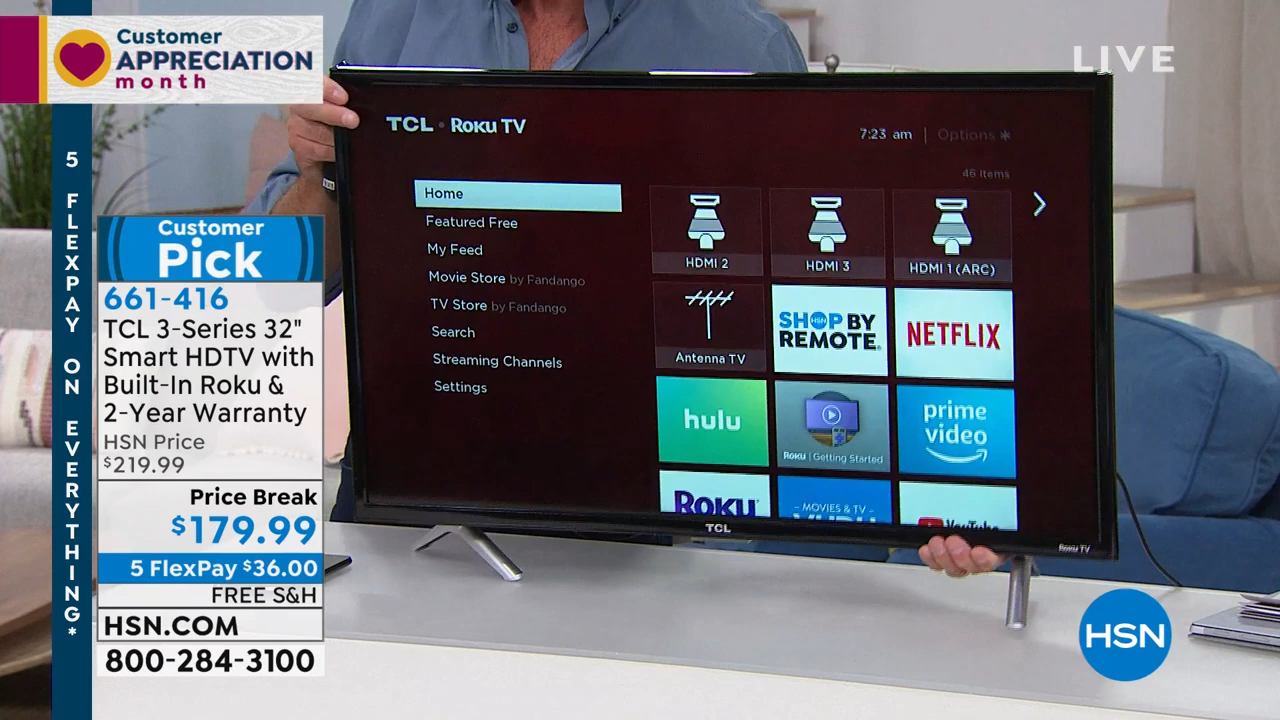 Customer
APPRECIATION
month
LIVE
5 FLEXPAY ON EVERYTHING*
Customer
Pick
661-416
TCL 3-Series 32"
Smart HDTV with
Built-In Roku &
2-Year Warranty
HSN Price
$219.99
Price Break
$179.99
5 FlexPay $36.00
FREE S&H
HSN.COM
800-284-3100
TCL • Roku TV
7:23 am | Options *
46 items
Home
Featured Free
My Feed
Movie Store by Fandango
TV Store by Fandango
Search
Streaming Channels
Settings
HDMI 2
HDMI 3
HDMI 1 (ARC)
Antenna TV
SHOP HSN BY
REMOTE.
NETFLIX
hulu
Roku | Getting Started
prime
video
Roku
– MOVIES & TV –
VUDU
YouTube
TCL
Roku TV
HSN